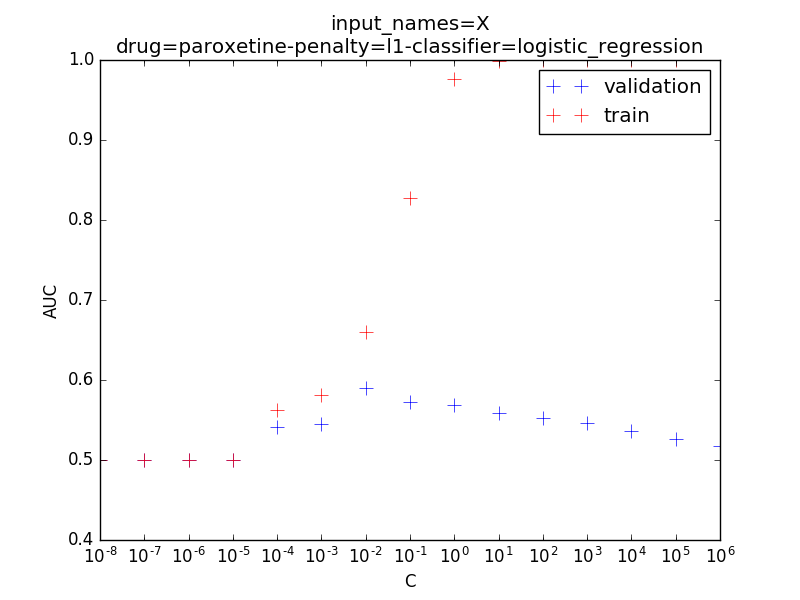 input_names=X
drug=paroxetine-penalty=l1-classifier=logistic_regression
validation
train
1.0
0.9
0.8
0.7
0.6
0.5
0.4
AUC
10⁻⁸ 10⁻⁷ 10⁻⁶ 10⁻⁵ 10⁻⁴ 10⁻³ 10⁻² 10⁻¹ 10⁰ 10¹ 10² 10³ 10⁴ 10⁵ 10⁶
C